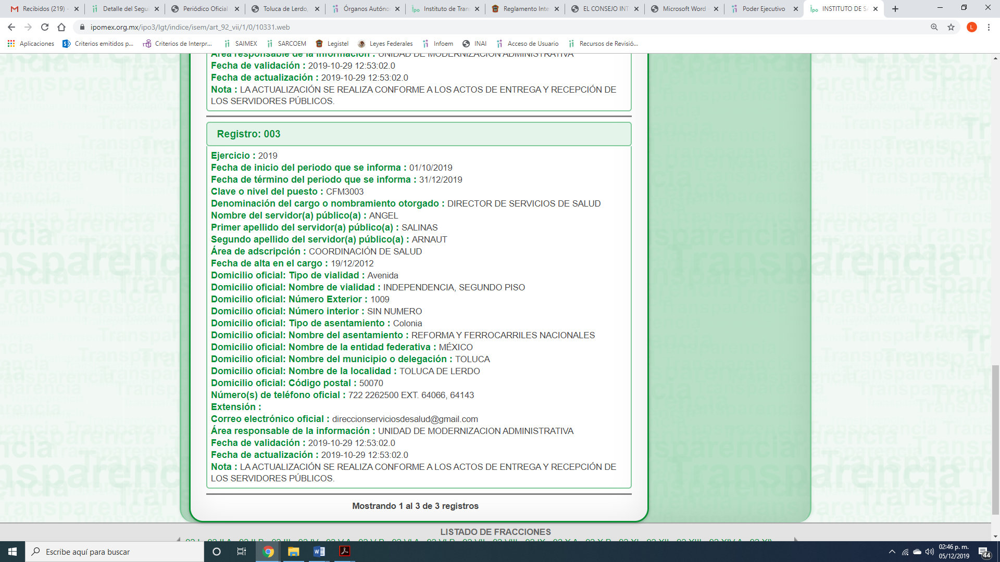 Recibidos (219) -
Detalle del Segui
Periódico Oficial
Toluca de Lerdo,
Órganos Autóno
Instituto de Tran
Reglamento Inte
EL CONSEJO INT
Microsoft Word -
Poder Ejecutivo
INSTITUTO DE SA
ipomex.org.mx/ipo3/lgt/indice/isem/art_92_vii/1/0/10331.web
L
Aplicaciones
Criterios emitidos p...
Criterios de Interpr...
SAIMEX
SARCOEM
Legistel
Leyes Federales
Infoem
INAI
Acceso de Usuario
Recursos de Revisió...
Área responsable de la información : UNIDAD DE MODERNIZACION ADMINISTRATIVA
Fecha de validación : 2019-10-29 12:53:02.0
Fecha de actualización : 2019-10-29 12:53:02.0
Nota : LA ACTUALIZACIÓN SE REALIZA CONFORME A LOS ACTOS DE ENTREGA Y RECEPCIÓN DE
LOS SERVIDORES PÚBLICOS.
Registro: 003
Ejercicio : 2019
Fecha de inicio del periodo que se informa : 01/10/2019
Fecha de término del periodo que se informa : 31/12/2019
Clave o nivel del puesto : CFM3003
Denominación del cargo o nombramiento otorgado : DIRECTOR DE SERVICIOS DE SALUD
Nombre del servidor(a) público(a) : ANGEL
Primer apellido del servidor(a) público(a) : SALINAS
Segundo apellido del servidor(a) público(a) : ARNAUT
Área de adscripción : COORDINACIÓN DE SALUD
Fecha de alta en el cargo : 19/12/2012
Domicilio oficial: Tipo de vialidad : Avenida
Domicilio oficial: Nombre de vialidad : INDEPENDENCIA, SEGUNDO PISO
Domicilio oficial: Número Exterior : 1009
Domicilio oficial: Número interior : SIN NUMERO
Domicilio oficial: Tipo de asentamiento : Colonia
Domicilio oficial: Nombre del asentamiento : REFORMA Y FERROCARRILES NACIONALES
Domicilio oficial: Nombre de la entidad federativa : MÉXICO
Domicilio oficial: Nombre del municipio o delegación : TOLUCA
Domicilio oficial: Nombre de la localidad : TOLUCA DE LERDO
Domicilio oficial: Código postal : 50070
Número(s) de teléfono oficial : 722 2262500 EXT. 64066, 64143
Extensión :
Correo electrónico oficial : direccionserviciosdesalud@gmail.com
Área responsable de la información : UNIDAD DE MODERNIZACION ADMINISTRATIVA
Fecha de validación : 2019-10-29 12:53:02.0
Fecha de actualización : 2019-10-29 12:53:02.0
Nota : LA ACTUALIZACIÓN SE REALIZA CONFORME A LOS ACTOS DE ENTREGA Y RECEPCIÓN DE
LOS SERVIDORES PÚBLICOS.
Mostrando 1 al 3 de 3 registros
LISTADO DE FRACCIONES
Escribe aquí para buscar
02:46 p. m.
05/12/2019
44